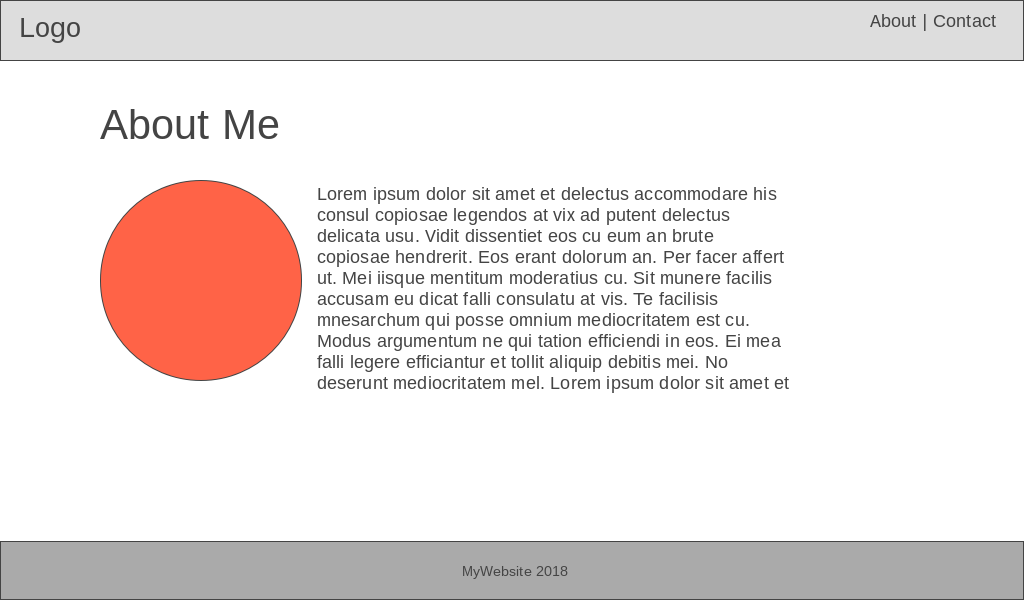 Logo
About | Contact
About Me
Lorem ipsum dolor sit amet et delectus accommodare his
consul copiosae legendos at vix ad putent delectus
delicata usu. Vidit dissentiet eos cu eum an brute
copiosae hendrerit. Eos erant dolorum an. Per facer affert
ut. Mei iisque mentitum moderatius cu. Sit munere facilis
accusam eu dicat falli consulatu at vis. Te facilisis
mnesarchum qui posse omnium mediocritatem est cu.
Modus argumentum ne qui tation efficiendi in eos. Ei mea
falli legere efficiantur et tollit aliquip debitis mei. No
deserunt mediocritatem mel. Lorem ipsum dolor sit amet et
MyWebsite 2018